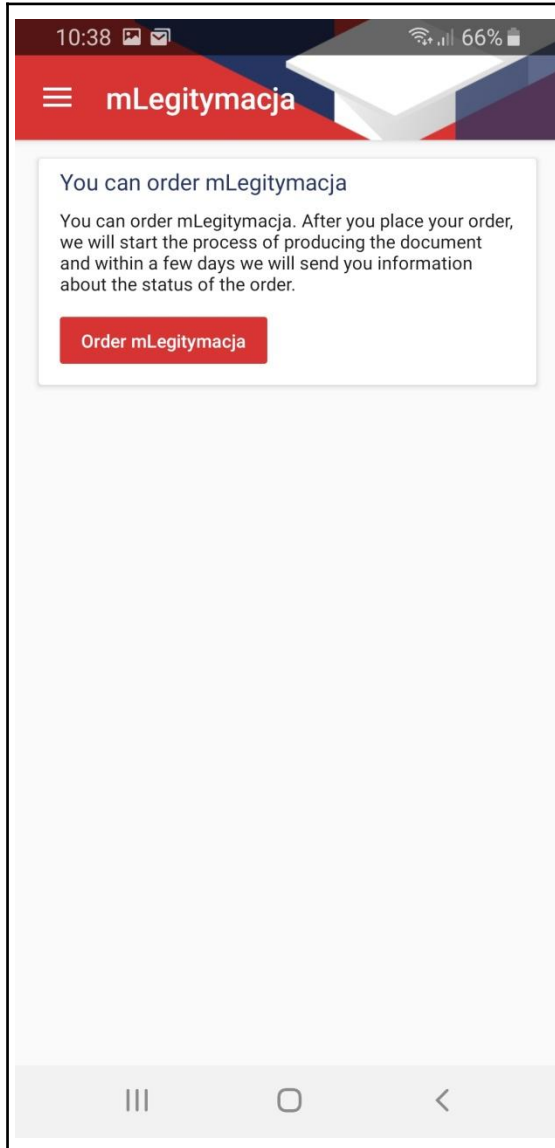 10:38 66%
mLegitymacja
You can order mLegitymacja
You can order mLegitymacja. After you place your order,
we will start the process of producing the document
and within a few days we will send you information
about the status of the order.
Order mLegitymacja